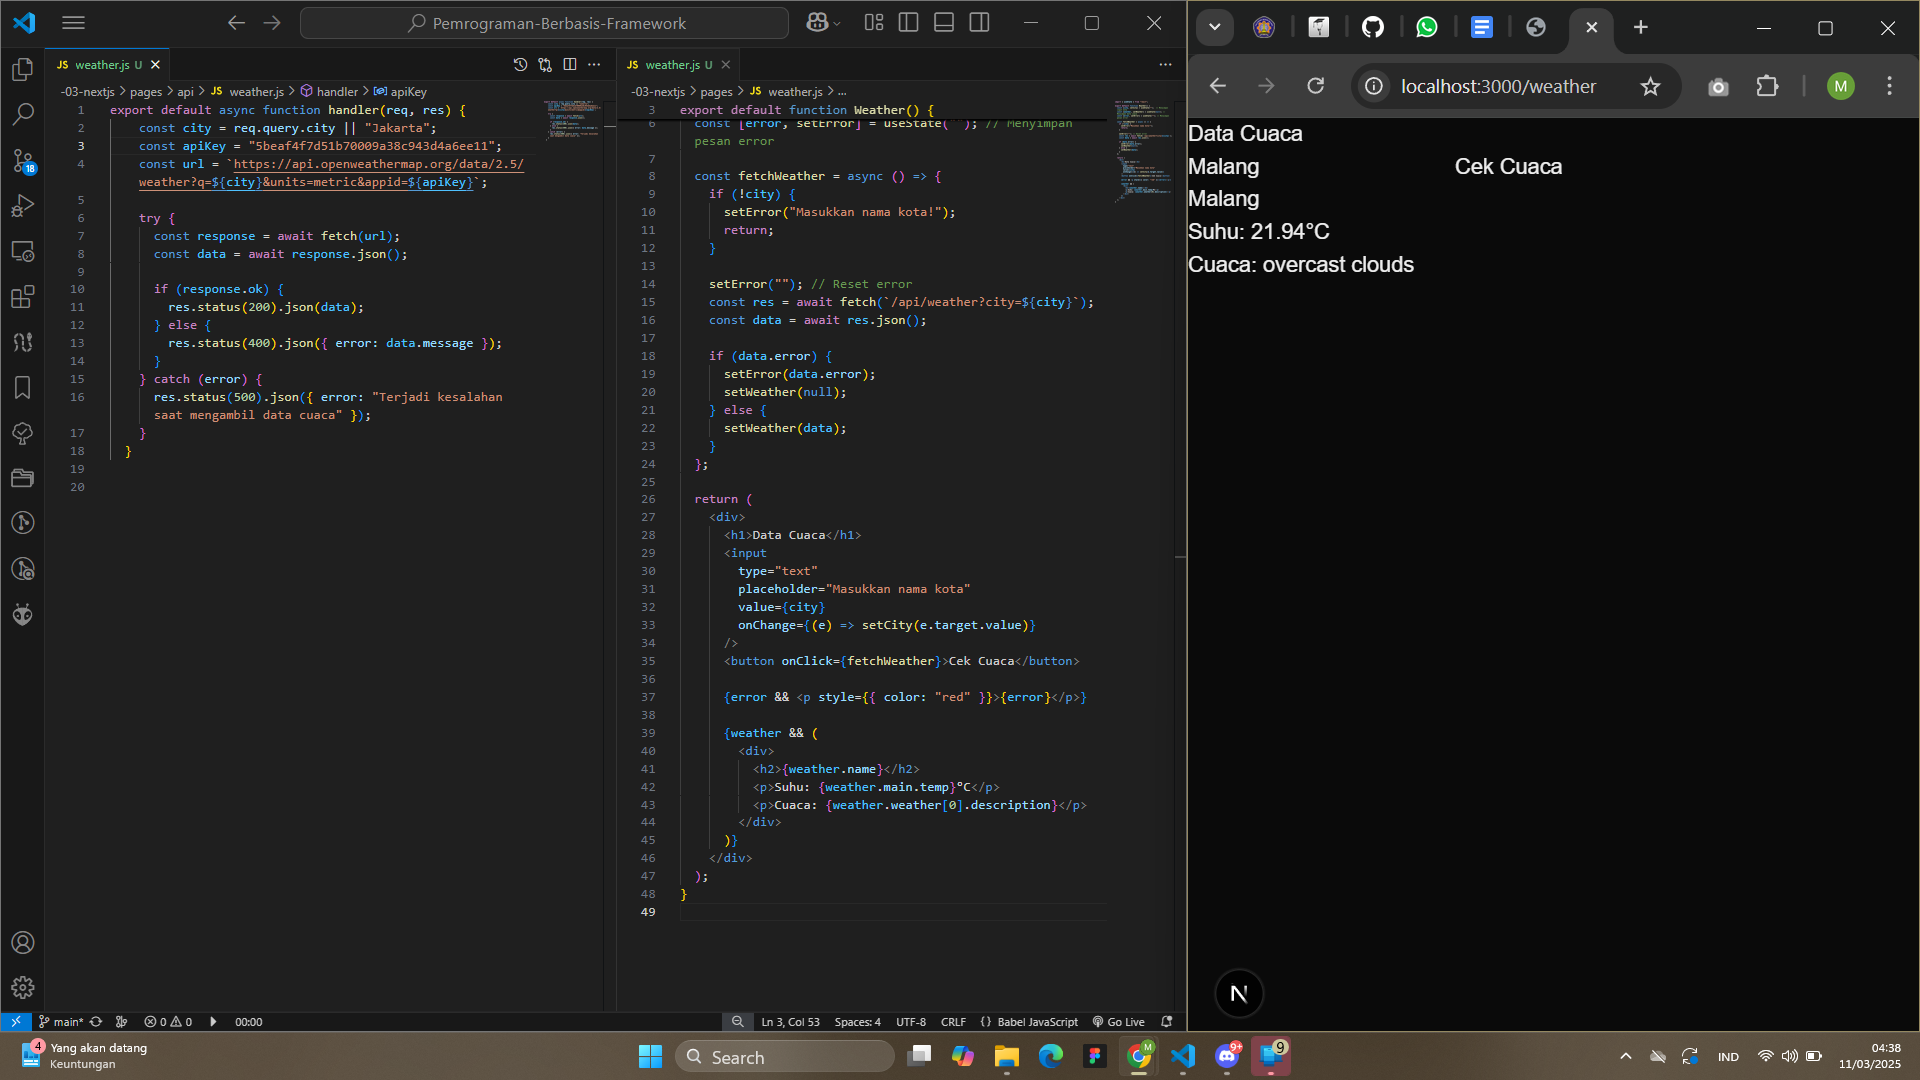 Pemrograman-Berbasis-Framework
JS weather.js U
-03-nextjs > pages > api > JS weather.js > handler > apiKey
1 export default async function handler(req, res) {
2 const city = req.query.city || "Jakarta";
3 const apiKey = "5beaf4f7d51b70009a38c943d4a6ee11";
4 const url = `https://api.openweathermap.org/data/2.5/
weather?q=${city}&units=metric&appid=${apiKey}`;
5
6 try {
7 const response = await fetch(url);
8 const data = await response.json();
9
10 if (response.ok) {
11 res.status(200).json(data);
12 } else {
13 res.status(400).json({ error: data.message });
14 }
15 } catch (error) {
16 res.status(500).json({ error: "Terjadi kesalahan
saat mengambil data cuaca" });
17 }
18 }
19
20
JS weather.js U
-03-nextjs > pages > JS weather.js > ...
3 export default function Weather() {
6 const [error, setError] = useState(""); // Menyimpan
pesan error
7
8 const fetchWeather = async () => {
9 if (!city) {
10 setError("Masukkan nama kota!");
11 return;
12 }
13
14 setError(""); // Reset error
15 const res = await fetch(`/api/weather?city=${city}`);
16 const data = await res.json();
17
18 if (data.error) {
19 setError(data.error);
20 setWeather(null);
21 } else {
22 setWeather(data);
23 }
24 };
25
26 return (
27 <div>
28 <h1>Data Cuaca</h1>
29 <input
30 type="text"
31 placeholder="Masukkan nama kota"
32 value={city}
33 onChange={(e) => setCity(e.target.value)}
34 />
35 <button onClick={fetchWeather}>Cek Cuaca</button>
36
37 {error && <p style={{ color: "red" }}>{error}</p>}
38
39 {weather && (
40 <div>
41 <h2>{weather.name}</h2>
42 <p>Suhu: {weather.main.temp}°C</p>
43 <p>Cuaca: {weather.weather[0].description}</p>
44 </div>
45 )}
46 </div>
47 );
48 }
49
18
main*
0 0
00:00
Ln 3, Col 53
Spaces: 4
UTF-8
CRLF
{} Babel JavaScript
Go Live
localhost:3000/weather
M
Data Cuaca
Malang Cek Cuaca
Malang
Suhu: 21.94°C
Cuaca: overcast clouds
N
4
Yang akan datang
Keuntungan
Search
M
9+
9
IND
04:38
11/03/2025